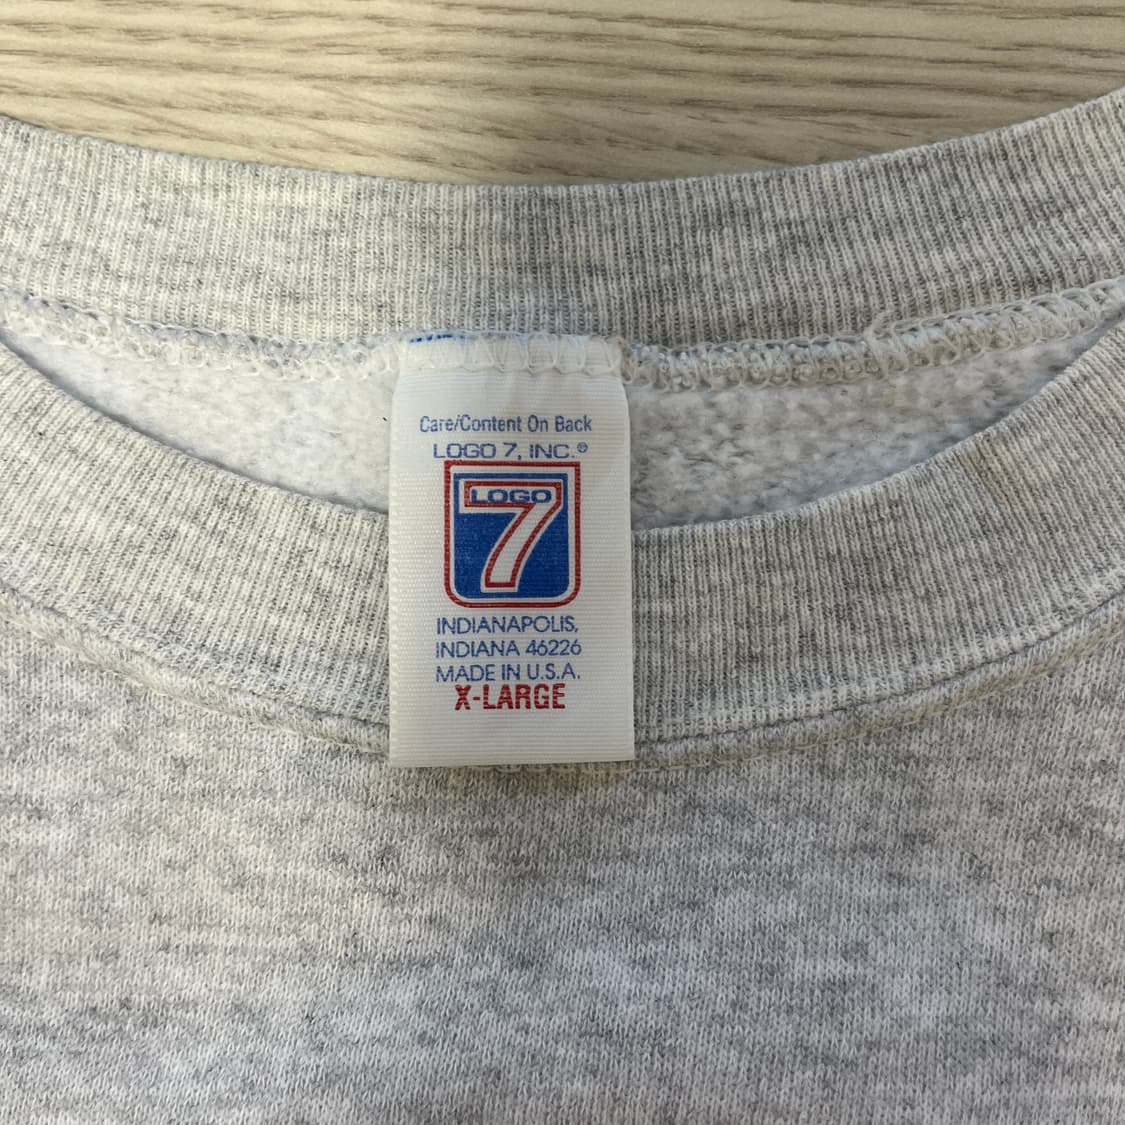 Care/Content On Back
LOGO 7, INC.®
LOGO
7
INDIANAPOLIS,
INDIANA 46226
MADE IN U.S.A.
X-LARGE